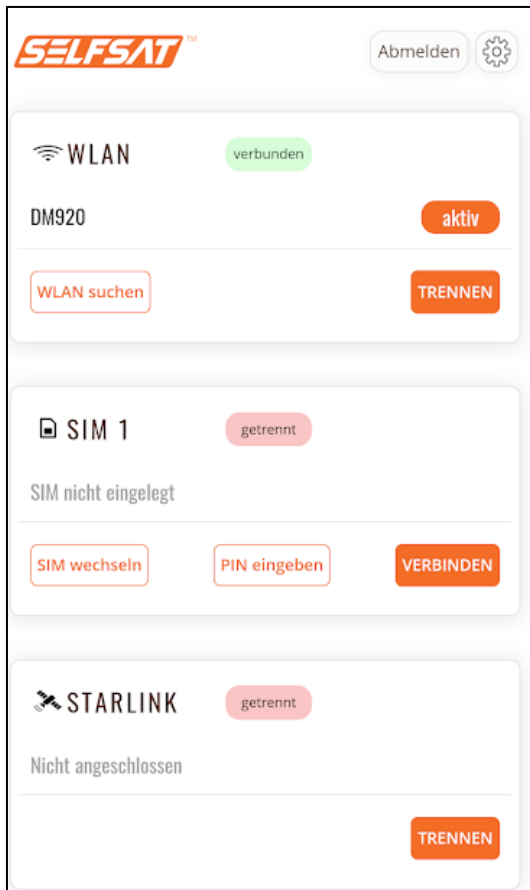 SELFSAT™
Abmelden
WLAN verbunden
DM920 aktiv
WLAN suchen TRENNEN
SIM 1 getrennt
SIM nicht eingelegt
SIM wechseln PIN eingeben VERBINDEN
STARLINK getrennt
Nicht angeschlossen
TRENNEN